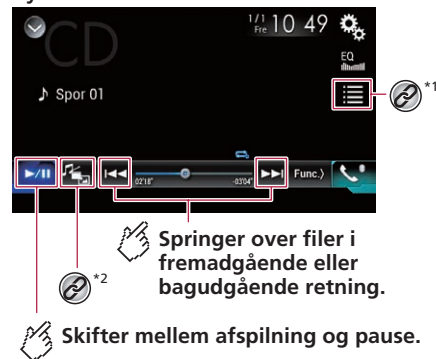 CD
1/1
Fre 10 49
EQ
Spor 01
*1
02'18"
-03'04"
Func.
*2
Springer over filer i
fremadgående eller
bagudgående retning.
Skifter mellem afspilning og pause.